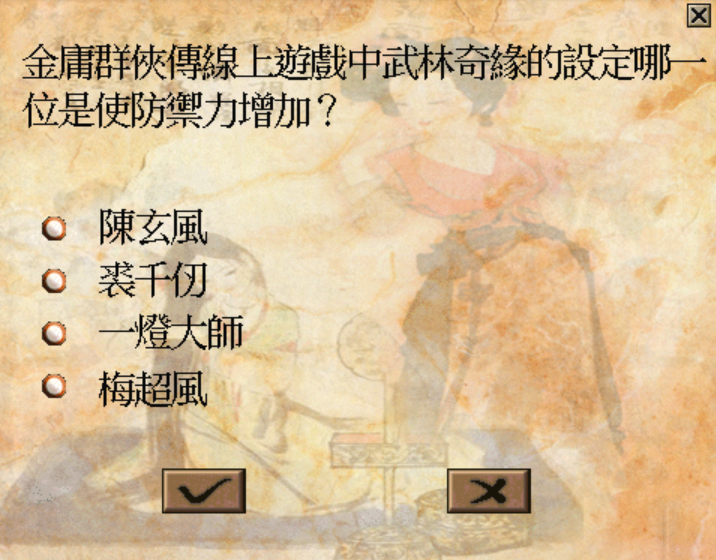 金庸群俠傳線上遊戲中武林奇緣的設定哪一
位是使防禦力增加？
陳玄風
裘千仞
一燈大師
梅超風